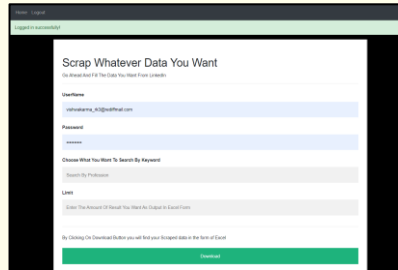 Home Logout
Logged in successfully!
Scrap Whatever Data You Want
Go Ahead And Fill The Data You Want From LinkedIn
UserName
Password
Choose What You Want To Search By Keyword
Search By Profession
Limit
Enter The Amount Of Result You Want As Output In Excel Form
By Clicking On Download Button you will find your Scraped data in the form of Excel
Download